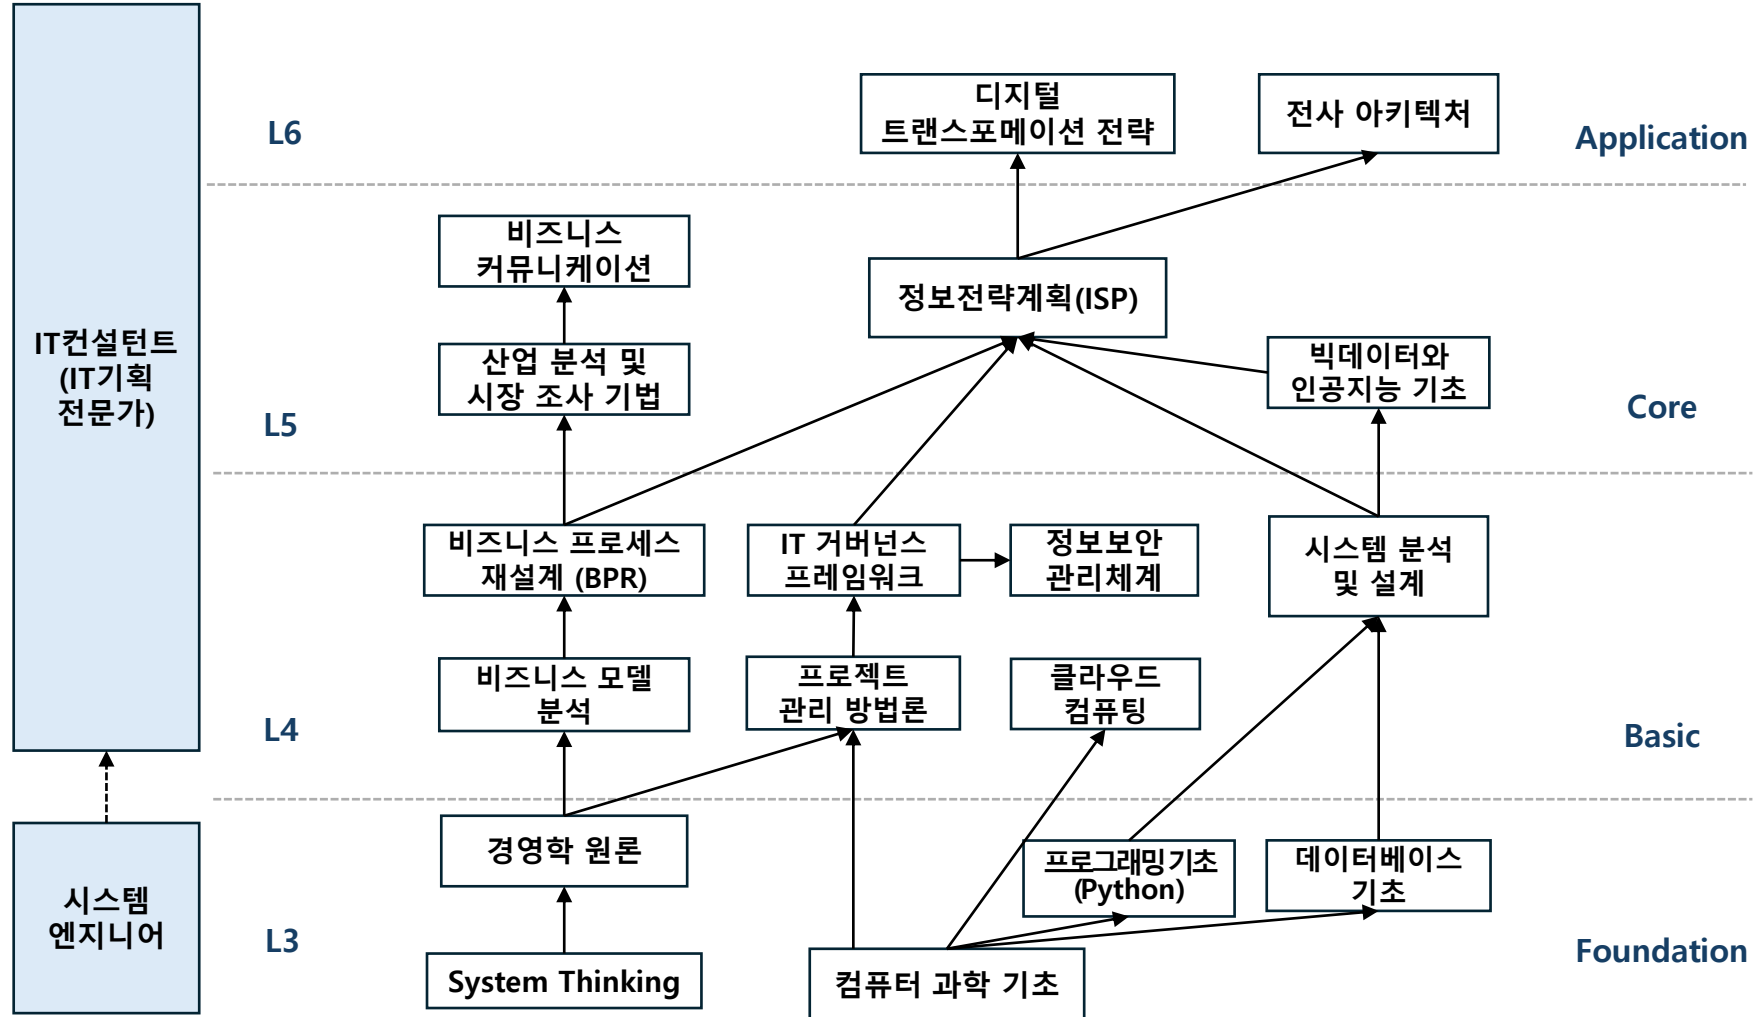 디지털
트랜스포메이션 전략
전사 아키텍처
L6
Application
비즈니스
커뮤니케이션
정보전략계획(ISP)
IT컨설턴트
(IT기획
전문가)
산업 분석 및
시장 조사 기법
빅데이터와
인공지능 기초
L5
Core
비즈니스 프로세스
재설계 (BPR)
IT 거버넌스
프레임워크
정보보안
관리체계
시스템 분석
및 설계
비즈니스 모델
분석
프로젝트
관리 방법론
클라우드
컴퓨팅
L4
Basic
경영학 원론
프로그래밍기초
(Python)
데이터베이스
기초
시스템
엔지니어
L3
Foundation
System Thinking
컴퓨터 과학 기초